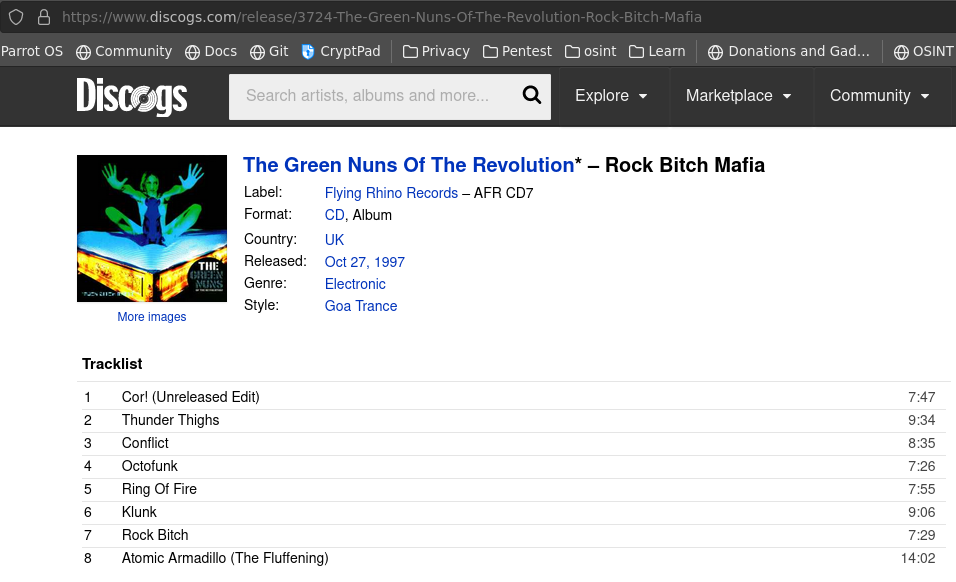 https://www.discogs.com/release/3724-The-Green-Nuns-Of-The-Revolution-Rock-Bitch-Mafia
Parrot OS Community Docs Git CryptPad Privacy Pentest osint Learn Donations and Gad... OSINT
Discogs Search artists, albums and more... Explore Marketplace Community
The Green Nuns Of The Revolution* – Rock Bitch Mafia
Label: Flying Rhino Records – AFR CD7
Format: CD, Album
Country: UK
Released: Oct 27, 1997
Genre: Electronic
Style: Goa Trance
THE
GREEN
NUNS
More images
Tracklist
1 Cor! (Unreleased Edit) 7:47
2 Thunder Thighs 9:34
3 Conflict 8:35
4 Octofunk 7:26
5 Ring Of Fire 7:55
6 Klunk 9:06
7 Rock Bitch 7:29
8 Atomic Armadillo (The Fluffening) 14:02